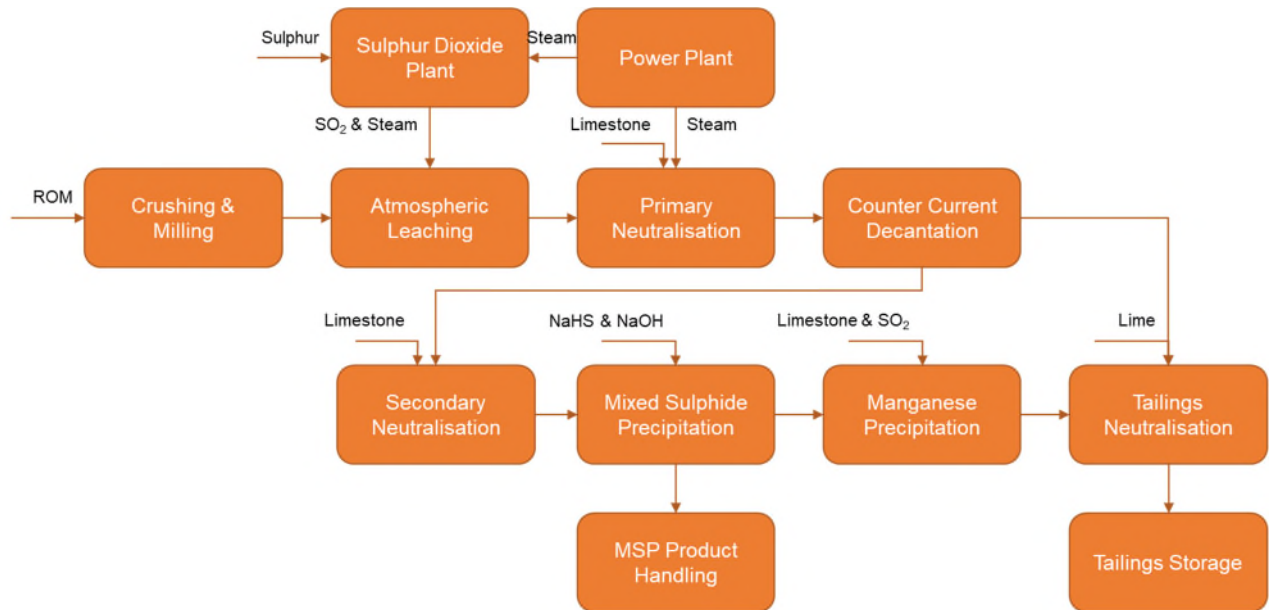 Sulphur
Sulphur Dioxide
Plant
Steam
Power Plant
SO₂ & Steam
Limestone
Steam
ROM
Crushing &
Milling
Atmospheric
Leaching
Primary
Neutralisation
Counter Current
Decantation
Limestone
NaHS & NaOH
Limestone & SO₂
Lime
Secondary
Neutralisation
Mixed Sulphide
Precipitation
Manganese
Precipitation
Tailings
Neutralisation
MSP Product
Handling
Tailings Storage